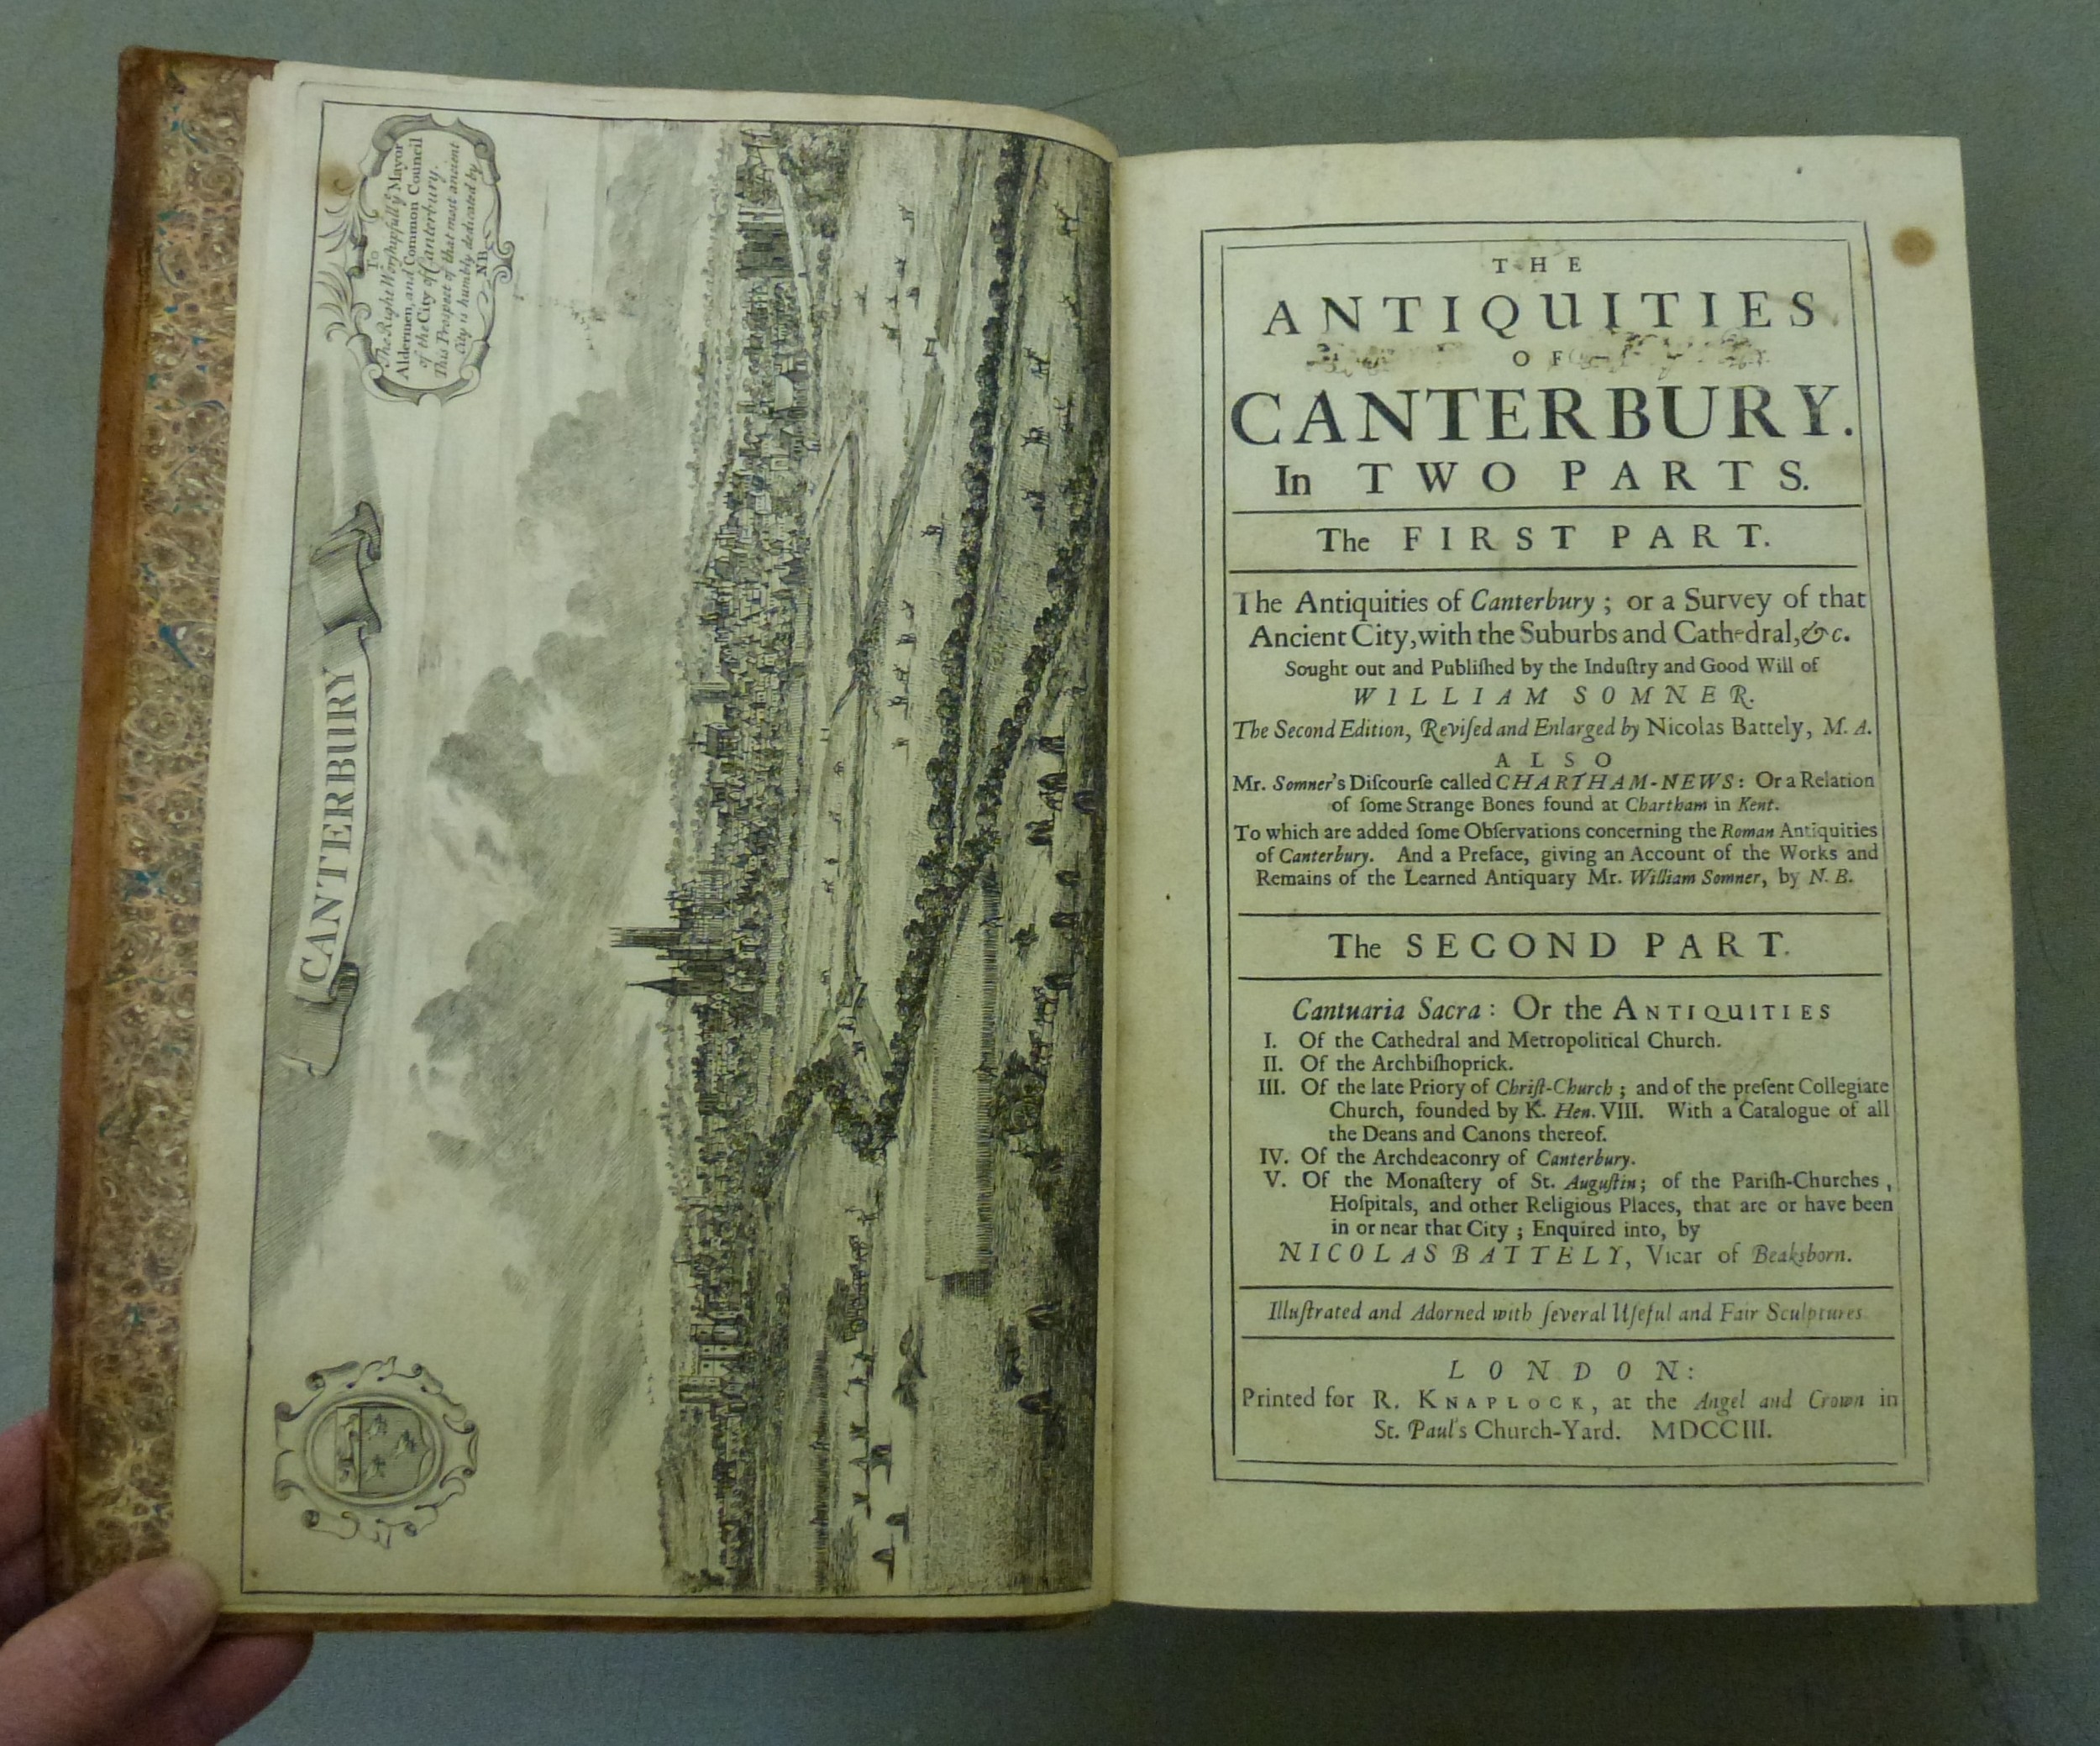 CANTERBURY
To
The Right Worshipfull yͤ Mayor
Aldermen, and Common Council
of the City of Canterbury.
This Prospect of that most ancient
City is humbly dedicated by
NB.
THE
ANTIQUITIES
OF
CANTERBURY.
In TWO PARTS.
The FIRST PART.
The Antiquities of Canterbury; or a Survey of that
Ancient City, with the Suburbs and Cathedral, &c.
Sought out and Publiſhed by the Induſtry and Good Will of
WILLIAM SOMNER.
The Second Edition, Reviſed and Enlarged by Nicolas Battely, M. A.
ALSO
Mr. Somner's Diſcourſe called CHARTHAM-NEWS: Or a Relation
of ſome Strange Bones found at Chartham in Kent.
To which are added ſome Obſervations concerning the Roman Antiquities
of Canterbury. And a Preface, giving an Account of the Works and
Remains of the Learned Antiquary Mr. William Somner, by N. B.
The SECOND PART.
Cantuaria Sacra: Or the ANTIQUITIES
I. Of the Cathedral and Metropolitical Church.
II. Of the Archbiſhoprick.
III. Of the late Priory of Chriſt-Church; and of the preſent Collegiate
Church, founded by K. Hen. VIII. With a Catalogue of all
the Deans and Canons thereof.
IV. Of the Archdeaconry of Canterbury.
V. Of the Monaſtery of St. Auguſtin; of the Pariſh-Churches,
Hoſpitals, and other Religious Places, that are or have been
in or near that City; Enquired into, by
NICOLAS BATTELY, Vicar of Beaksborn.
Illuſtrated and Adorned with ſeveral Uſeful and Fair Sculptures
LONDON:
Printed for R. KNAPLOCK, at the Angel and Crown in
St. Paul's Church-Yard. MDCCIII.